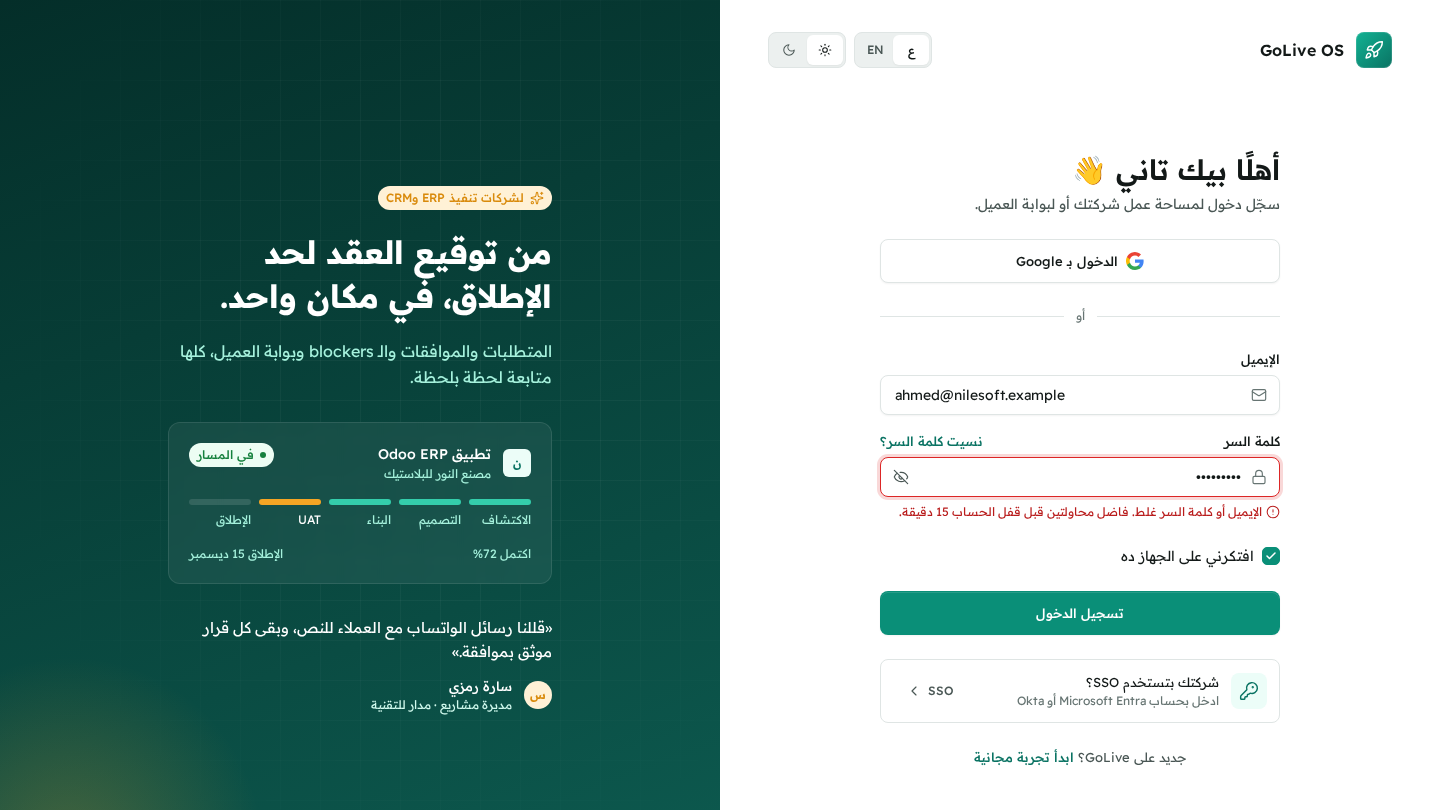 GoLive OS
ع
EN
أهلًا بيك تاني 👋
سجّل دخول لمساحة عمل شركتك أو لبوابة العميل.
الدخول بـ Google
أو
الإيميل
ahmed@nilesoft.example
كلمة السر
نسيت كلمة السر؟
•••••••••
الإيميل أو كلمة السر غلط. فاضل محاولتين قبل قفل الحساب 15 دقيقة.
افتكرني على الجهاز ده
تسجيل الدخول
شركتك بتستخدم SSO؟
ادخل بحساب Microsoft Entra أو Okta
SSO
جديد على GoLive؟ ابدأ تجربة مجانية
لشركات تنفيذ ERP وCRM
من توقيع العقد لحد
الإطلاق، في مكان واحد.
المتطلبات والموافقات والـ blockers وبوابة العميل، كلها
متابعة لحظة بلحظة.
ن
تطبيق Odoo ERP
مصنع النور للبلاستيك
في المسار
الاكتشاف
التصميم
البناء
UAT
الإطلاق
اكتمل 72%
الإطلاق 15 ديسمبر
«قللنا رسائل الواتساب مع العملاء للنص، وبقى كل قرار
موثق بموافقة.»
س
سارة رمزي
مديرة مشاريع · مدار للتقنية